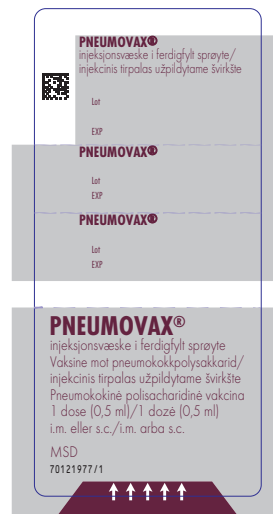 PNEUMOVAX®
injeksjonsvæske i ferdigfylt sprøyte/
injekcinis tirpalas užpildytame švirkšte
Lot
EXP
PNEUMOVAX®
Lot
EXP
PNEUMOVAX®
Lot
EXP
PNEUMOVAX®
injeksjonsvæske i ferdigfylt sprøyte
Vaksine mot pneumokokkpolysakkarid/
injekcinis tirpalas užpildytame švirkšte
Pneumokokinė polisacharidinė vakcina
1 dose (0,5 ml)/1 dozė (0,5 ml)
i.m. eller s.c./i.m. arba s.c.
MSD
70121977/1